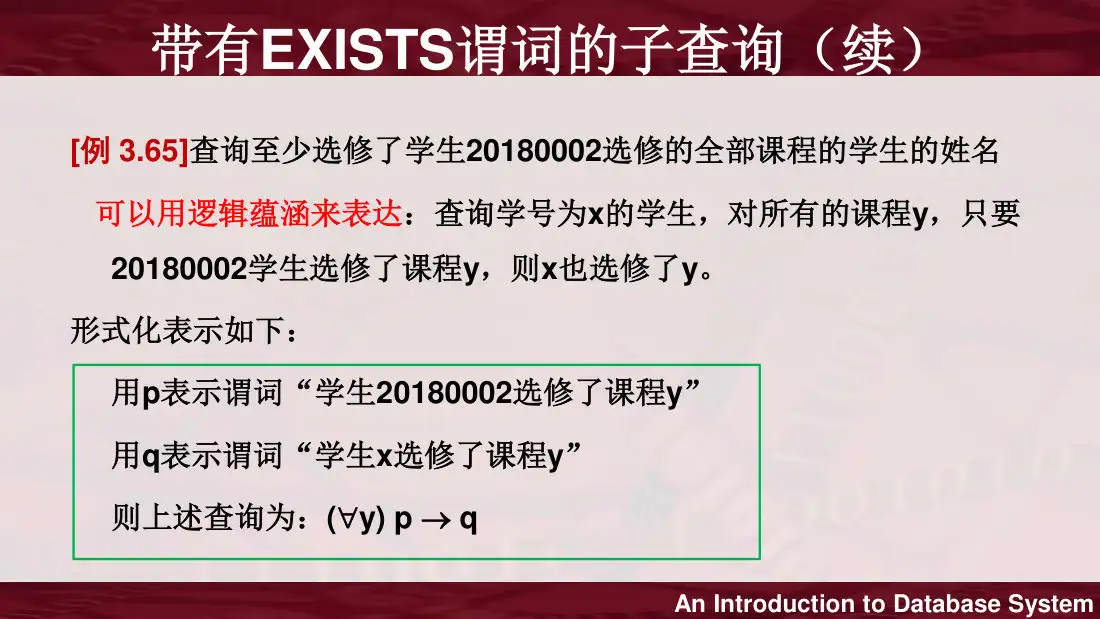 带有EXISTS谓词的子查询（续）
[例 3.65]查询至少选修了学生20180002选修的全部课程的学生的姓名
可以用逻辑蕴涵来表达：查询学号为x的学生，对所有的课程y，只要
20180002学生选修了课程y，则x也选修了y。
形式化表示如下：
用p表示谓词“学生20180002选修了课程y”
用q表示谓词“学生x选修了课程y”
则上述查询为：(∀y) p → q
An Introduction to Database System